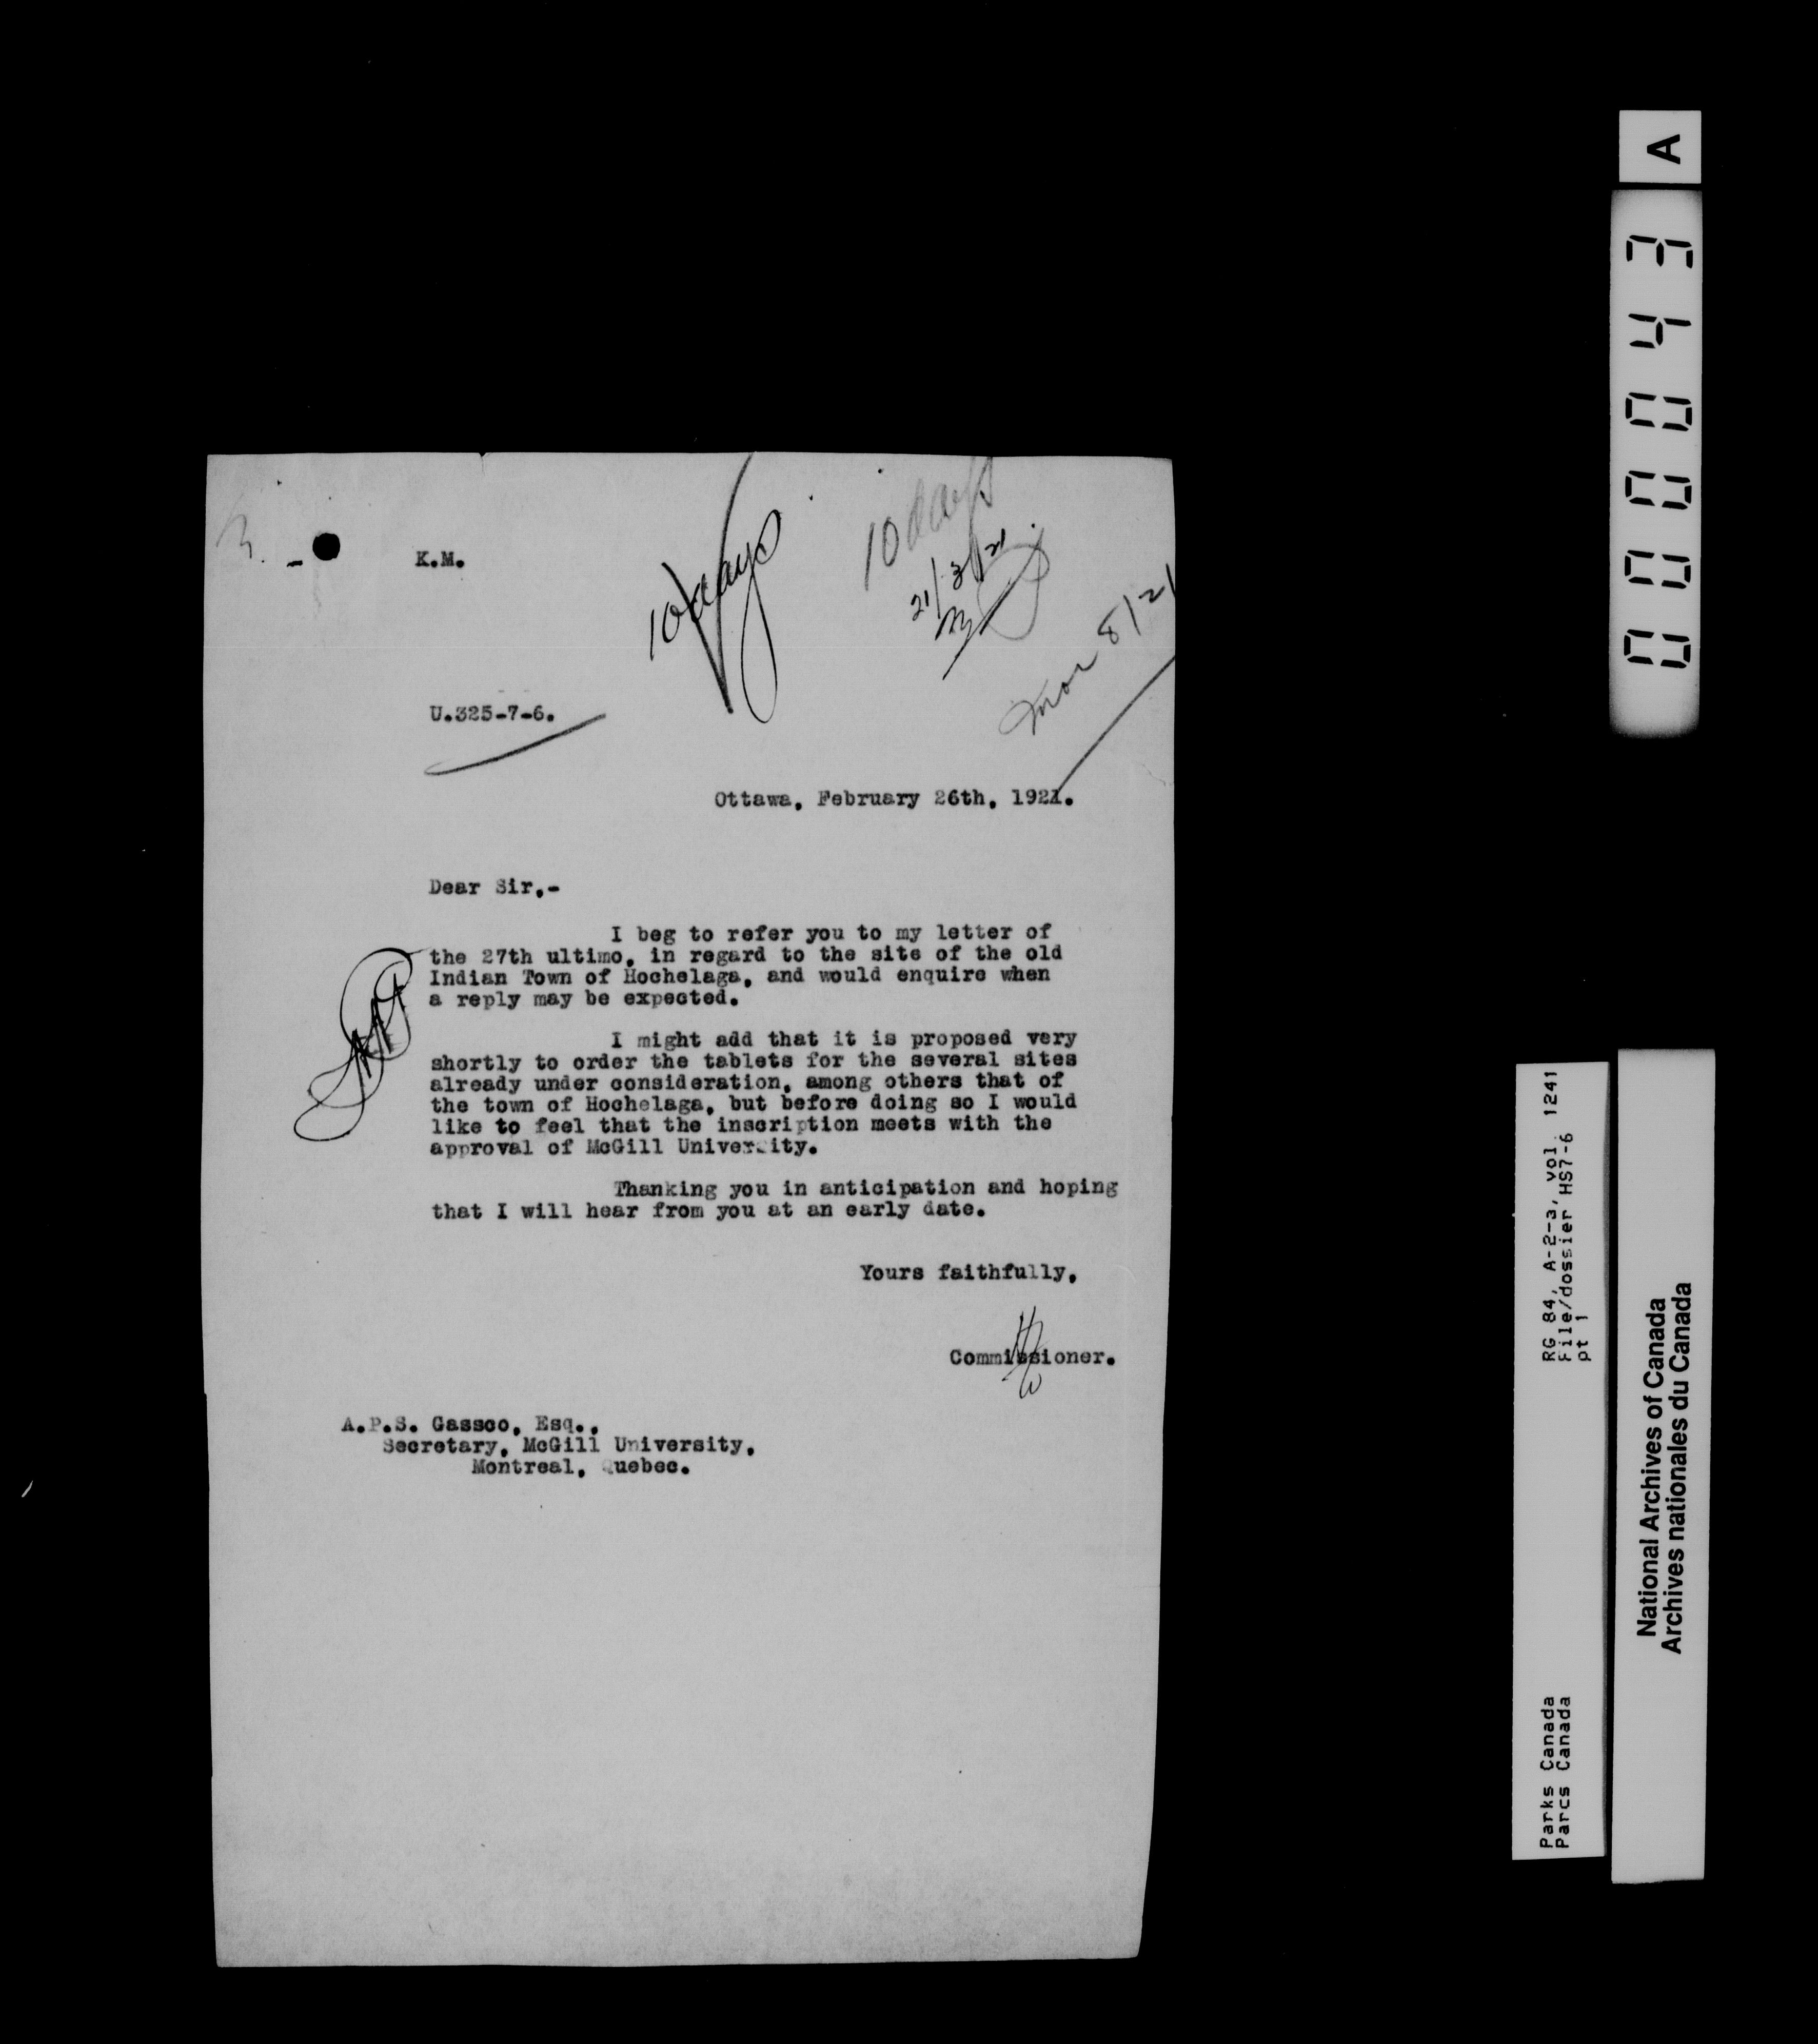 K.M.
10 days
10 days
21/3/21
Mar 8/21
U.325-7-6.
Ottawa, February 26th, 1921.
Dear Sir,-
I beg to refer you to my letter of
the 27th ultimo, in regard to the site of the old
Indian Town of Hochelaga, and would enquire when
a reply may be expected.
I might add that it is proposed very
shortly to order the tablets for the several sites
already under consideration, among others that of
the town of Hochelaga, but before doing so I would
like to feel that the inscription meets with the
approval of McGill University.
Thanking you in anticipation and hoping
that I will hear from you at an early date.
Yours faithfully,
Commissioner.
A.P.S. Gassco, Esq.,
Secretary, McGill University,
Montreal, Quebec.
A
000043
RG 84, A-2-3, vol. 1241
File/dossier HS7-6
pt 1
Parks Canada
Parcs Canada
National Archives of Canada
Archives nationales du Canada